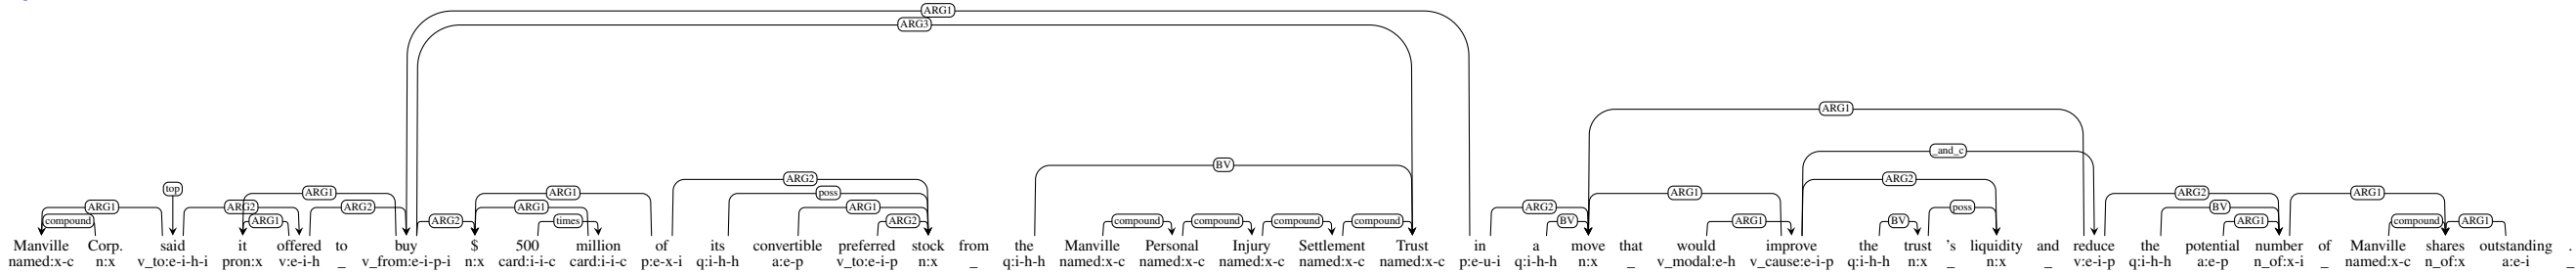 ARG1
ARG3
ARG1
_and_c
BV
ARG2 ARG2
top ARG1 ARG1 poss ARG1 ARG2 ARG1
ARG1 ARG2 ARG2 ARG1 ARG1 ARG2 poss BV
compound ARG1 ARG2 times ARG2 compound compound compound compound BV ARG1 BV ARG1 compound ARG1
Manville Corp. said it offered to buy $ 500 million of its convertible preferred stock from the Manville Personal Injury Settlement Trust in a move that would improve the trust 's liquidity and reduce the potential number of Manville shares outstanding .
named:x-c n:x v_to:e-i-h-i pron:x v:e-i-h _ v_from:e-i-p-i n:x card:i-i-c card:i-i-c p:e-x-i q:i-h-h a:e-p v_to:e-i-p n:x _ q:i-h-h named:x-c named:x-c named:x-c named:x-c named:x-c p:e-u-i q:i-h-h n:x _ v_modal:e-h v_cause:e-i-p q:i-h-h n:x _ n:x _ v:e-i-p q:i-h-h a:e-p n_of:x-i _ named:x-c n_of:x a:e-i _